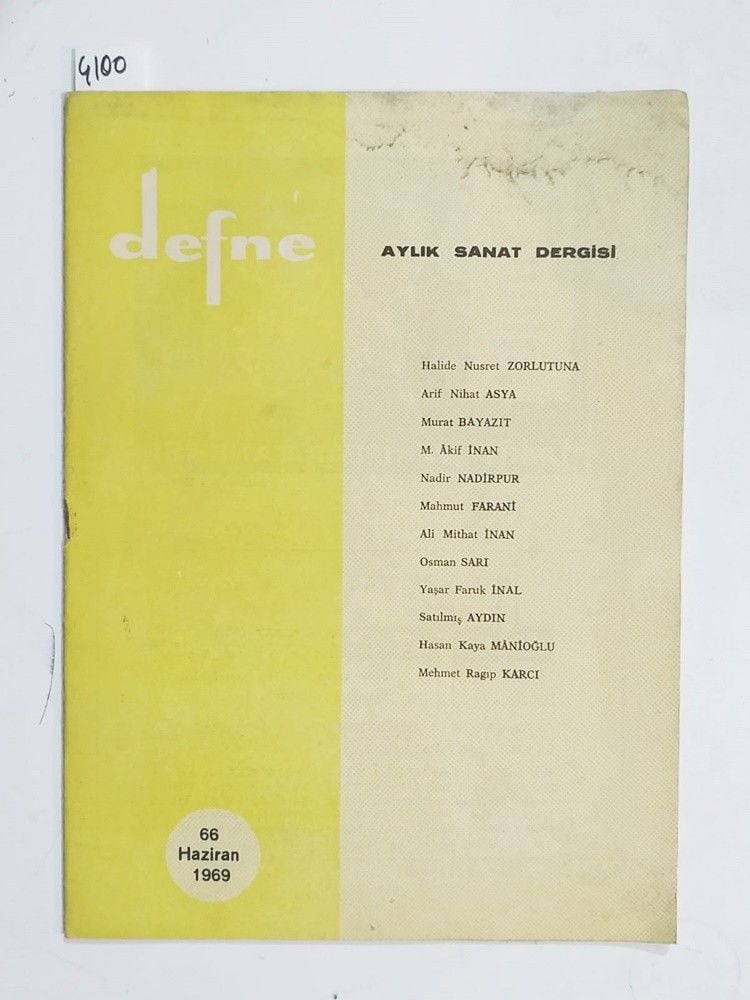 4100
defne
AYLIK SANAT DERGİSİ
Halide Nusret ZORLUTUNA
Arif Nihat ASYA
Murat BAYAZIT
M. Âkif İNAN
Nadir NADİRPUR
Mahmut FARANİ
Ali Mithat İNAN
Osman SARI
Yaşar Faruk İNAL
Satılmış AYDIN
Hasan Kaya MÂNİOĞLU
Mehmet Ragıp KARCI
66
Haziran
1969